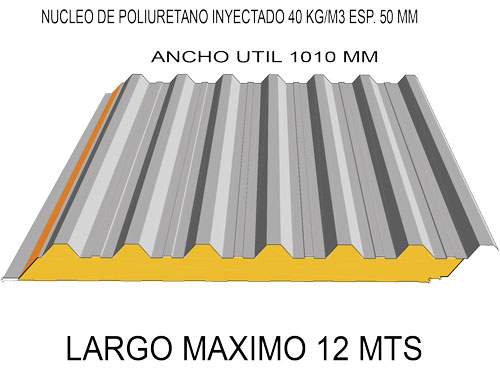 NUCLEO DE POLIURETANO INYECTADO 40 KG/M3 ESP. 50 MM
ANCHO UTIL 1010 MM
LARGO MAXIMO 12 MTS